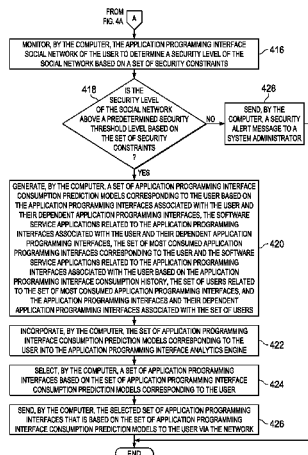 FROM
FIG. 4A
A
MONITOR, BY THE COMPUTER, THE APPLICATION PROGRAMMING INTERFACE
SOCIAL NETWORK OF THE USER TO DETERMINE A SECURITY LEVEL OF THE
SOCIAL NETWORK BASED ON A SET OF SECURITY CONSTRAINTS
416
418
IS THE
SECURITY LEVEL
OF THE SOCIAL NETWORK
ABOVE A PREDETERMINED SECURITY
THRESHOLD LEVEL BASED ON
THE SET OF SECURITY
CONSTRAINTS
?
NO
428
SEND, BY THE
COMPUTER, A SECURITY
ALERT MESSAGE TO A
SYSTEM ADMINISTRATOR
YES
GENERATE, BY THE COMPUTER, A SET OF APPLICATION PROGRAMMING INTERFACE
CONSUMPTION PREDICTION MODELS CORRESPONDING TO THE USER BASED ON
THE APPLICATION PROGRAMMING INTERFACES ASSOCIATED WITH THE USER AND
THEIR DEPENDENT APPLICATION PROGRAMMING INTERFACES, THE SOFTWARE
SERVICE APPLICATIONS RELATED TO THE APPLICATION PROGRAMMING
INTERFACES ASSOCIATED WITH THE USER AND THEIR DEPENDENT APPLICATION
PROGRAMMING INTERFACES, THE SET OF MOST CONSUMED APPLICATION
PROGRAMMING INTERFACES CORRESPONDING TO THE USER AND THE SOFTWARE
SERVICE APPLICATIONS RELATED TO THE APPLICATION PROGRAMMING
INTERFACES ASSOCIATED WITH THE USER BASED ON THE APPLICATION
PROGRAMMING INTERFACE CONSUMPTION HISTORY, THE SET OF USERS RELATED
TO THE SET OF MOST CONSUMED APPLICATION PROGRAMMING INTERFACES, AND
THE APPLICATION PROGRAMMING INTERFACES AND THEIR DEPENDENT
APPLICATION PROGRAMMING INTERFACES ASSOCIATED WITH THE SET OF USERS
420
INCORPORATE, BY THE COMPUTER, THE SET OF APPLICATION PROGRAMMING
INTERFACE CONSUMPTION PREDICTION MODELS CORRESPONDING TO THE
USER INTO THE APPLICATION PROGRAMMING INTERFACE ANALYTICS ENGINE
422
SELECT, BY THE COMPUTER, A SET OF APPLICATION PROGRAMMING
INTERFACES BASED ON THE SET OF APPLICATION PROGRAMMING INTERFACE
CONSUMPTION PREDICTION MODELS CORRESPONDING TO THE USER
424
SEND, BY THE COMPUTER, THE SELECTED SET OF APPLICATION PROGRAMMING
INTERFACES THAT IS BASED ON THE SET OF APPLICATION PROGRAMMING
INTERFACE CONSUMPTION PREDICTION MODELS TO THE USER VIA THE NETWORK
426
END